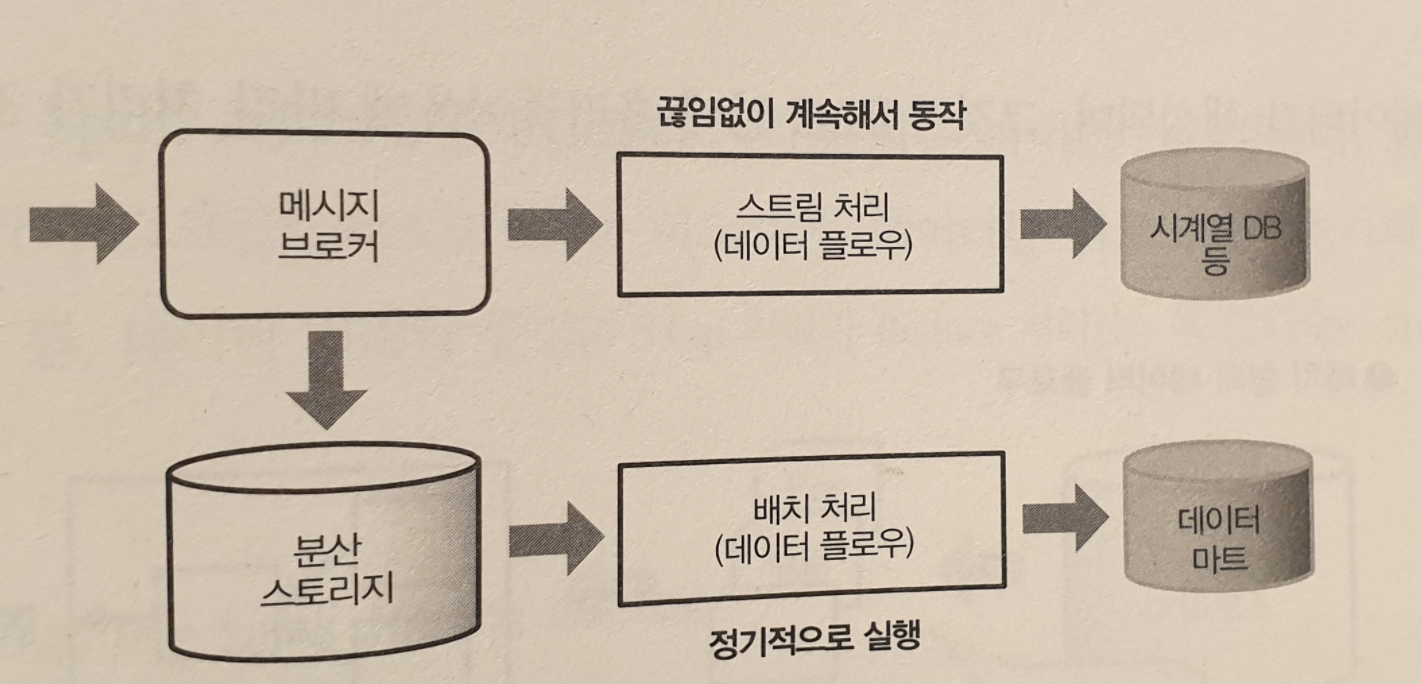 끊임없이 계속해서 동작
메시지
브로커
스트림 처리
(데이터 플로우)
시계열 DB
등
분산
스토리지
배치 처리
(데이터 플로우)
데이터
마트
정기적으로 실행